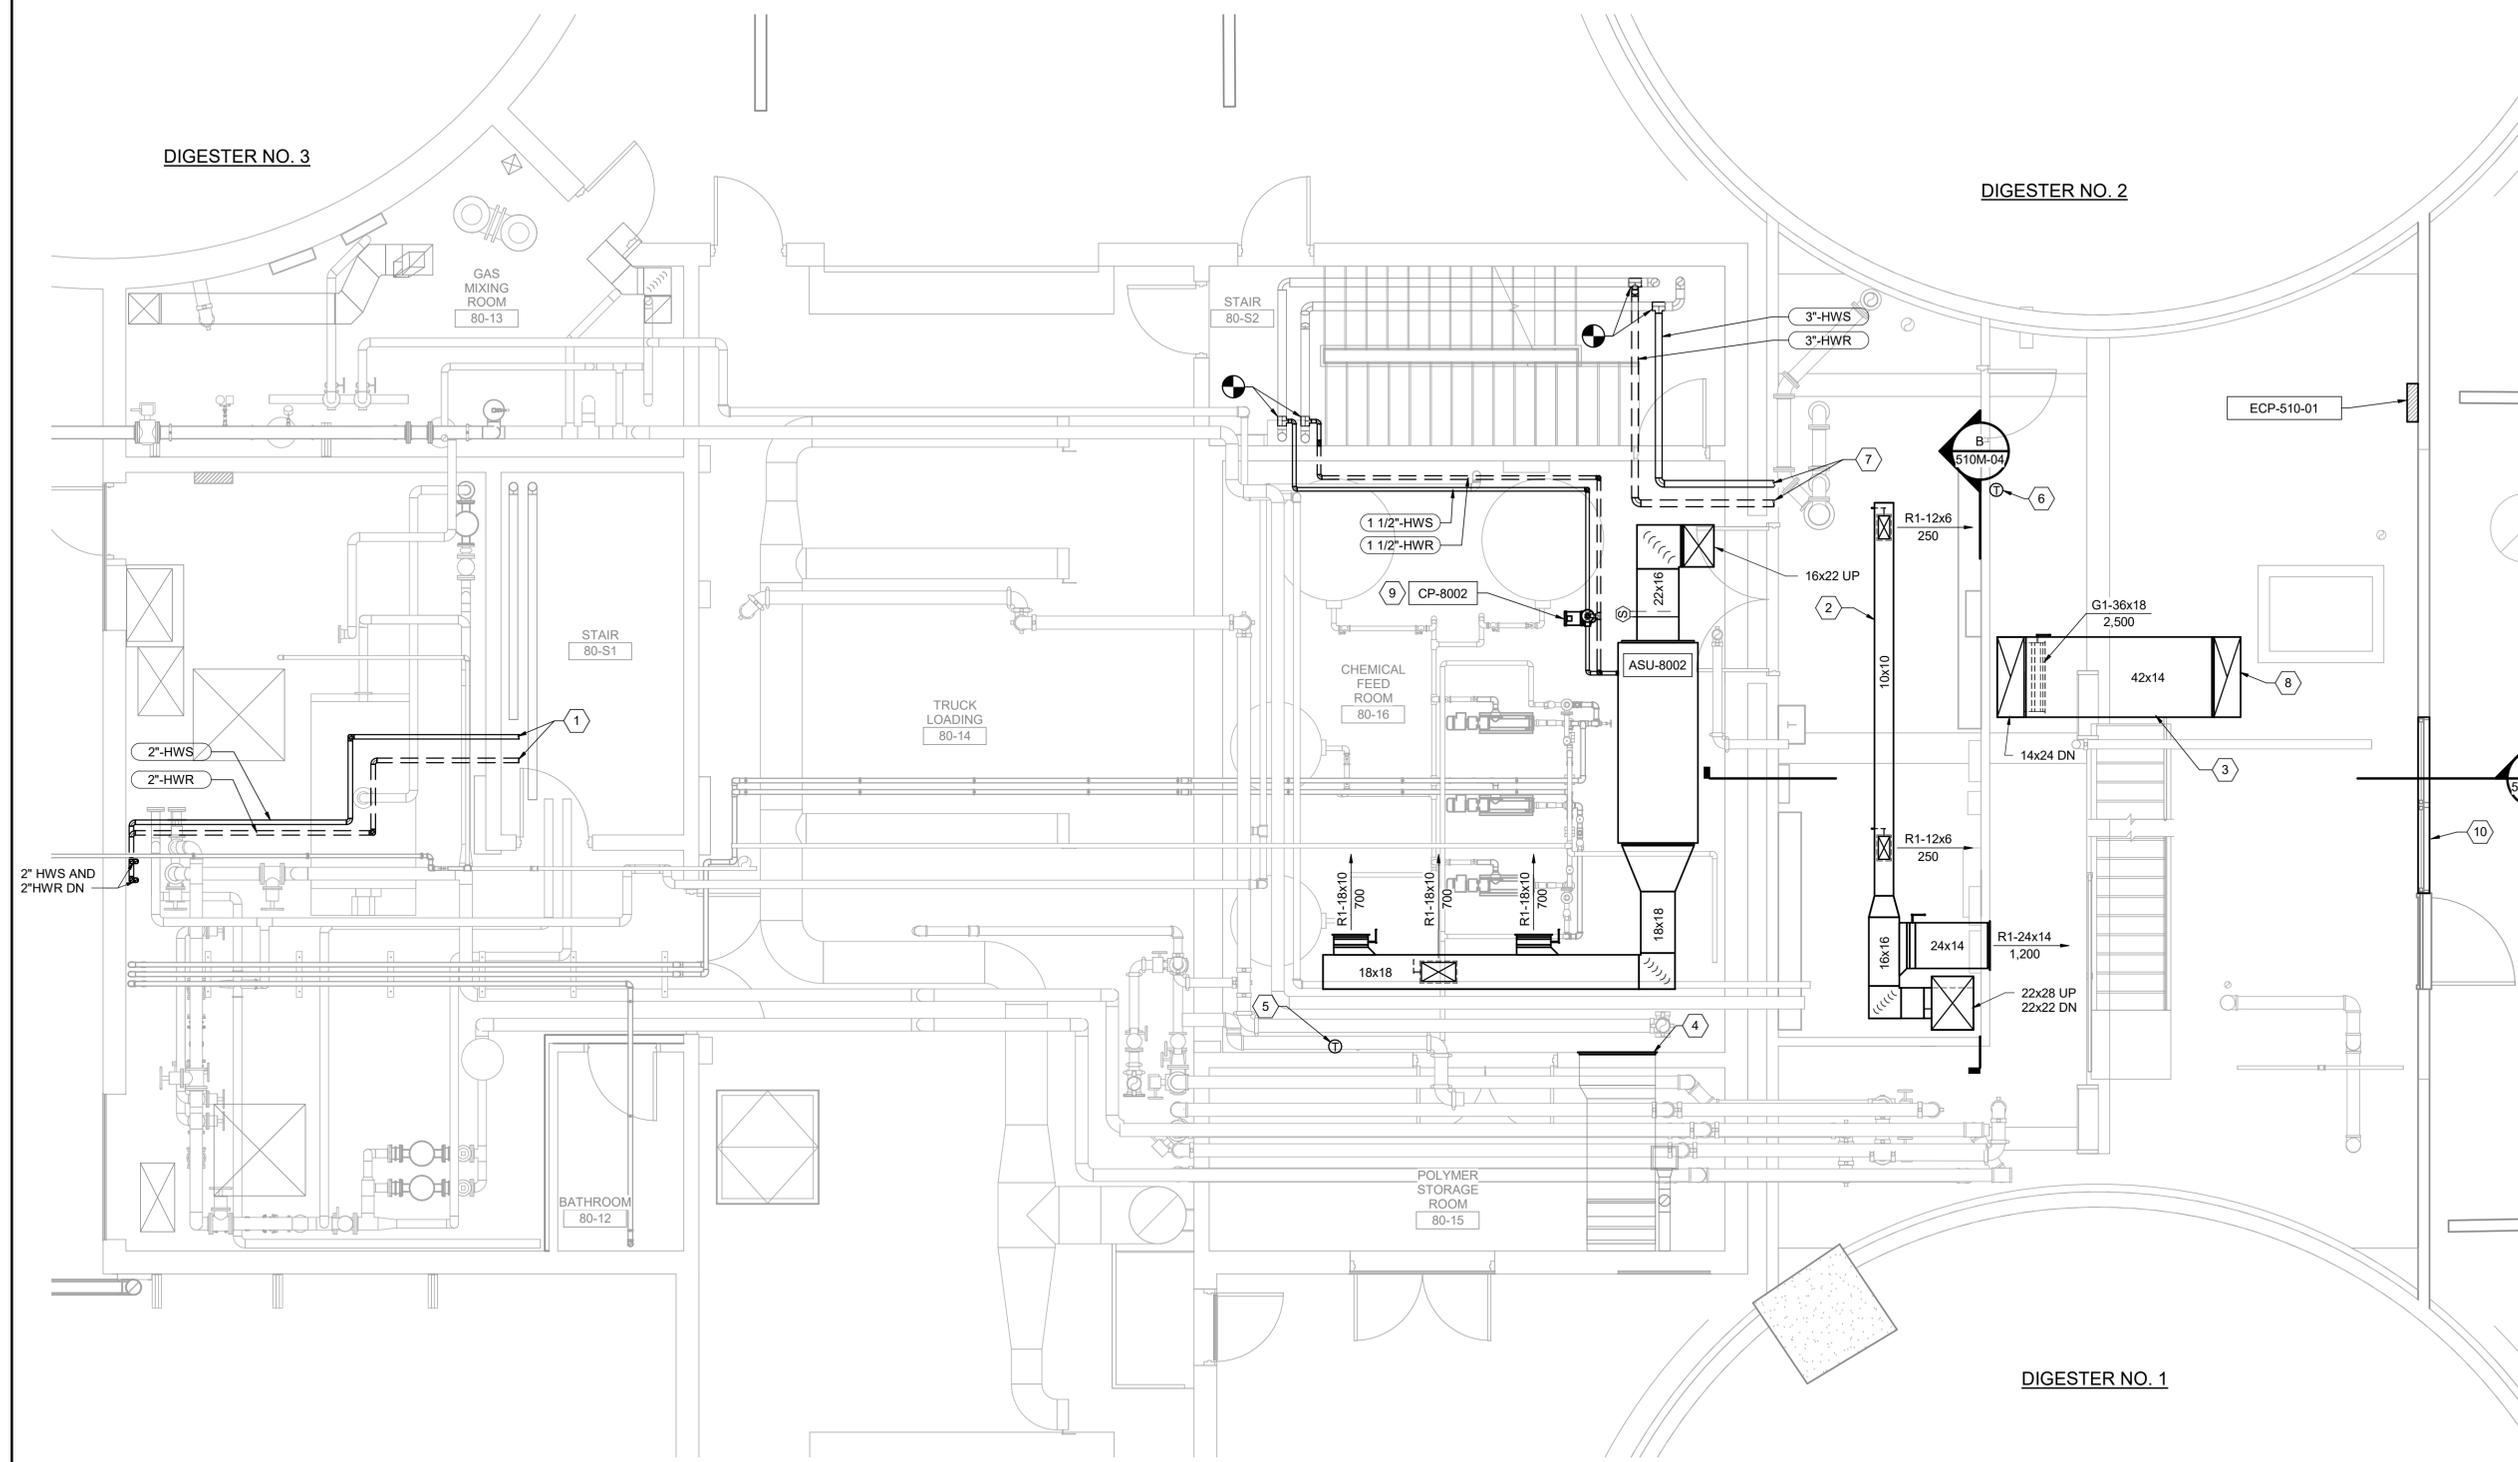 DIGESTER NO. 3
DIGESTER NO. 2
GAS
MIXING
ROOM
80-13
STAIR
80-S2
3"-HWS
3"-HWR
ECP-510-01
B
510M-04
7
6
1 1/2"-HWS
1 1/2"-HWR
R1-12x6
250
16x22 UP
22x16
S
9
CP-8002
2
G1-36x18
2,500
STAIR
80-S1
ASU-8002
CHEMICAL
FEED
ROOM
80-16
10x10
42x14
8
TRUCK
LOADING
80-14
1
2"-HWS
2"-HWR
T
14x24 DN
3
5
10
R1-12x6
250
2" HWS AND
2"HWR DN
R1-18x10
700
R1-18x10
700
R1-18x10
700
18x18
18x18
16x16
24x14
R1-24x14
1,200
22x28 UP
22x22 DN
5
T
4
T
POLYMER
STORAGE
ROOM
80-15
BATHROOM
80-12
DIGESTER NO. 1